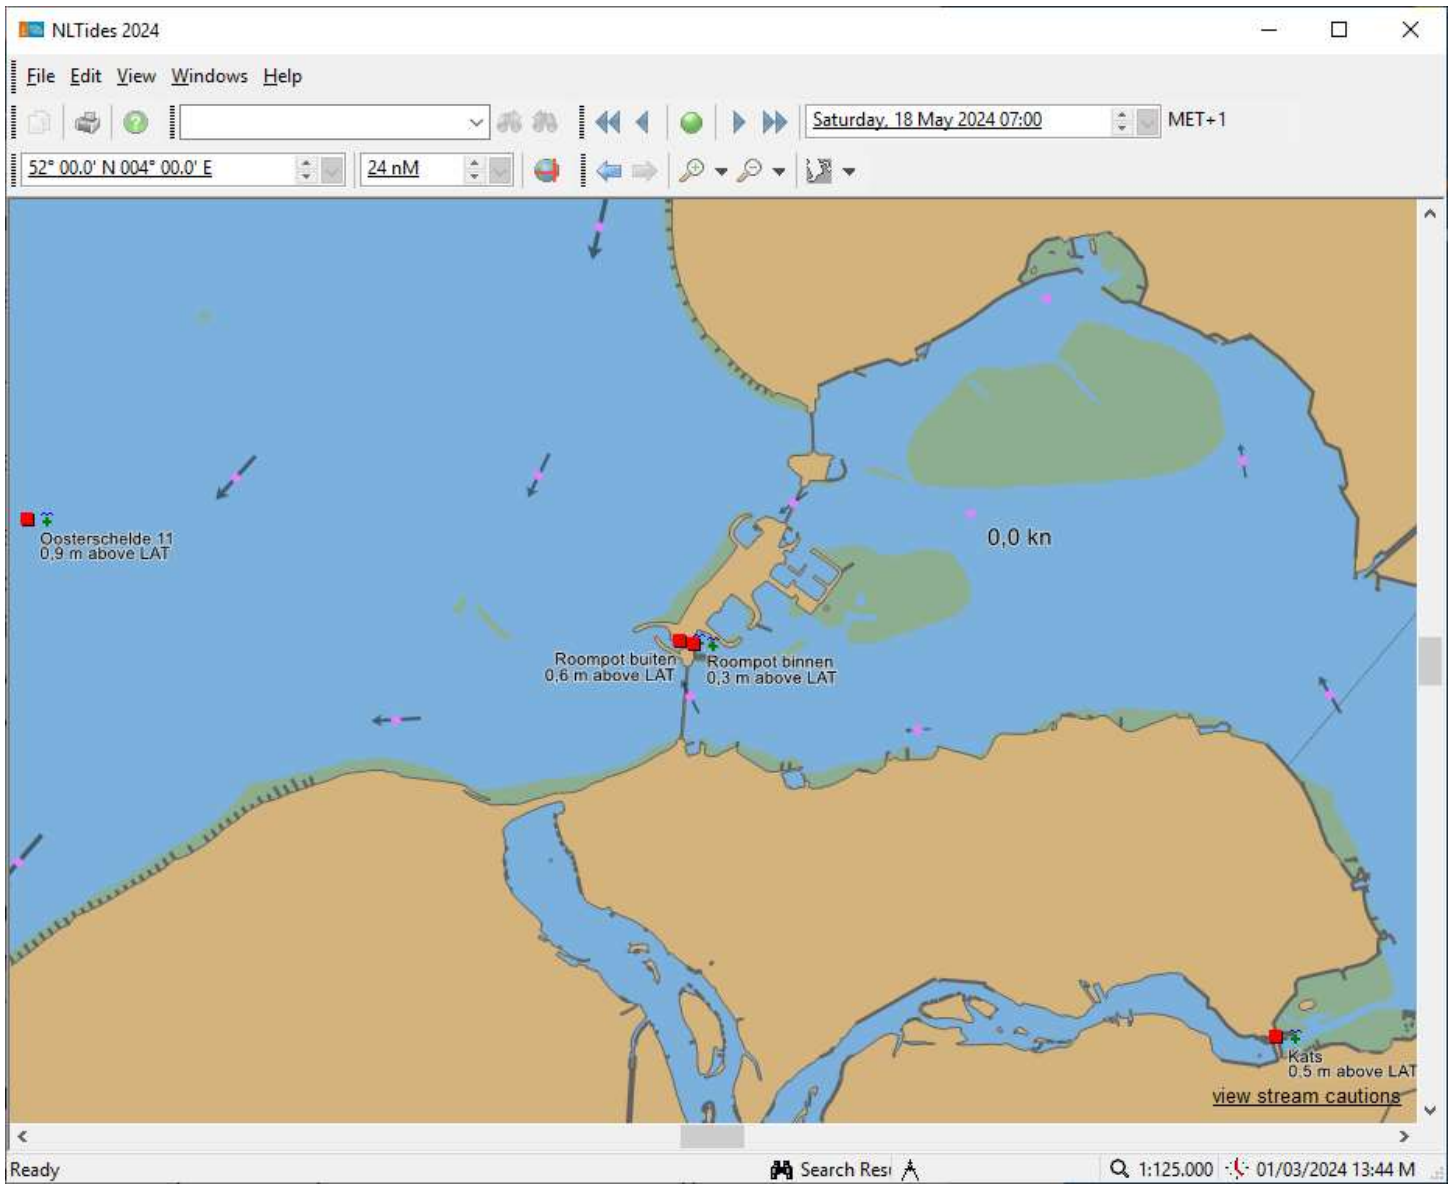 NLTides 2024
File Edit View Windows Help
Saturday, 18 May 2024 07:00 MET+1
52° 00.0' N 004° 00.0' E 24 nM
Oosterschelde 11
0,9 m above LAT
0,0 kn
Roompot buiten
0,6 m above LAT
Roompot binnen
0,3 m above LAT
Kats
0,5 m above LAT
view stream cautions
Ready Search Resu 1:125.000 01/03/2024 13:44 M